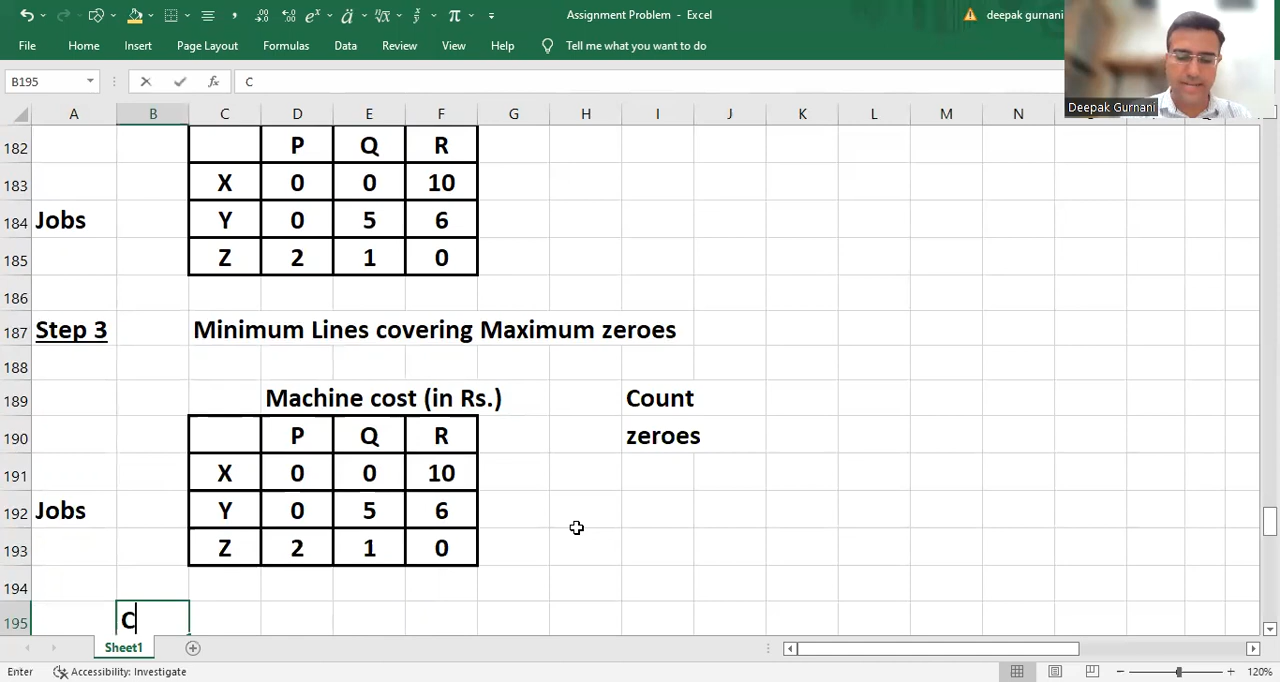 Assignment Problem - Excel
deepak gurnani
File Home Insert Page Layout Formulas Data Review View Help Tell me what you want to do
B195 fx C
Deepak Gurnani
A B C D E F G H I J K L M N O P
182 P Q R
183 X 0 0 10
184 Jobs Y 0 5 6
185 Z 2 1 0
186
187 Step 3 Minimum Lines covering Maximum zeroes
188
189 Machine cost (in Rs.) Count
190 P Q R zeroes
191 X 0 0 10
192 Jobs Y 0 5 6
193 Z 2 1 0
194
195 C
Sheet1
Enter Accessibility: Investigate 120%